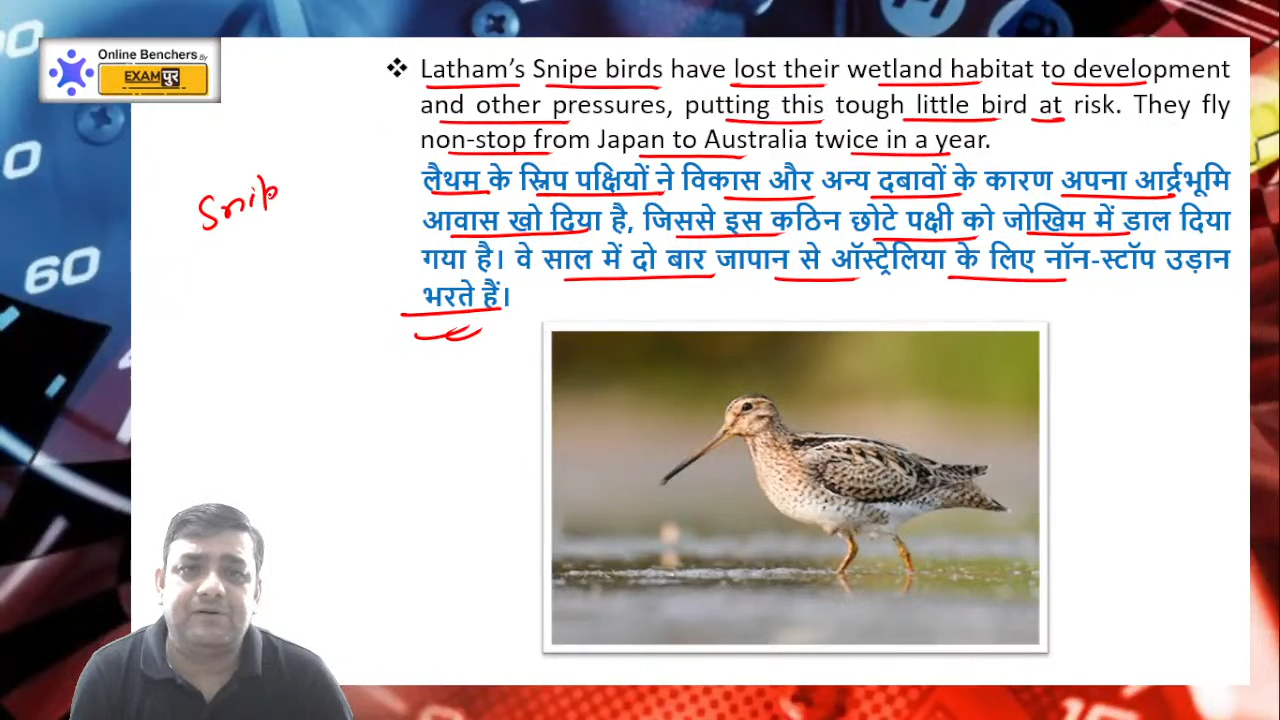 Online Benchers By
EXAMपुर
❖ Latham's Snipe birds have lost their wetland habitat to development
and other pressures, putting this tough little bird at risk. They fly
non-stop from Japan to Australia twice in a year.
लैथम के स्निप पक्षियों ने विकास और अन्य दबावों के कारण अपना आर्द्रभूमि
आवास खो दिया है, जिससे इस कठिन छोटे पक्षी को जोखिम में डाल दिया
गया है। वे साल में दो बार जापान से ऑस्ट्रेलिया के लिए नॉन-स्टॉप उड़ान
भरते हैं।
Snip
60